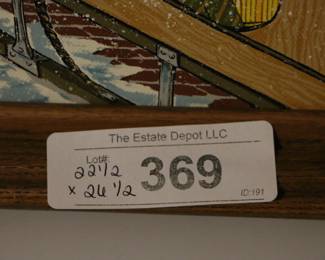 The Estate Depot LLC
Lot#:
22 1/2
x 26 1/2
369
ID:191